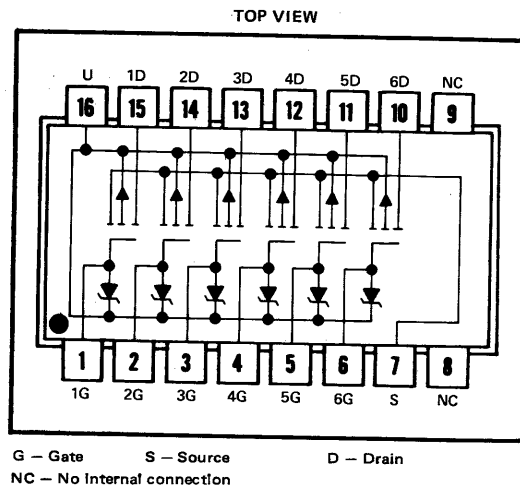 TOP VIEW
U 1D 2D 3D 4D 5D 6D NC
16 15 14 13 12 11 10 9
1 2 3 4 5 6 7 8
1G 2G 3G 4G 5G 6G S NC
G – Gate S – Source D – Drain
NC – No internal connection